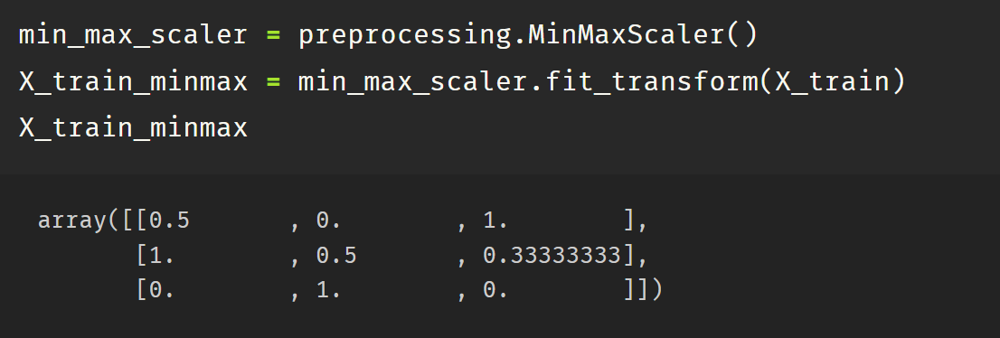 min_max_scaler = preprocessing.MinMaxScaler()
X_train_minmax = min_max_scaler.fit_transform(X_train)
X_train_minmax
array([[0.5       , 0.        , 1.        ],
       [1.        , 0.5       , 0.33333333],
       [0.        , 1.        , 0.        ]])